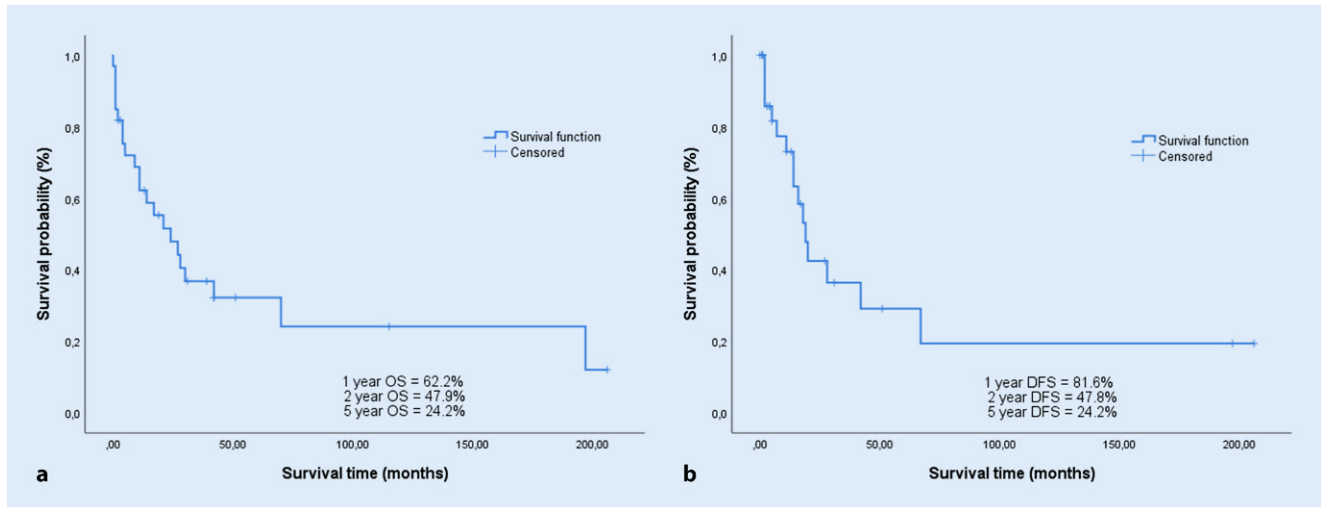 1,0
0,8
0,6
0,4
0,2
0,0
Survival probability (%)
Survival function
Censored
1 year OS = 62.2%
2 year OS = 47.9%
5 year OS = 24.2%
,00
50,00
100,00
150,00
200,00
Survival time (months)
a
1,0
0,8
0,6
0,4
0,2
0,0
Survival probability (%)
Survival function
Censored
1 year DFS = 81.6%
2 year DFS = 47.8%
5 year DFS = 24.2%
,00
50,00
100,00
150,00
200,00
Survival time (months)
b